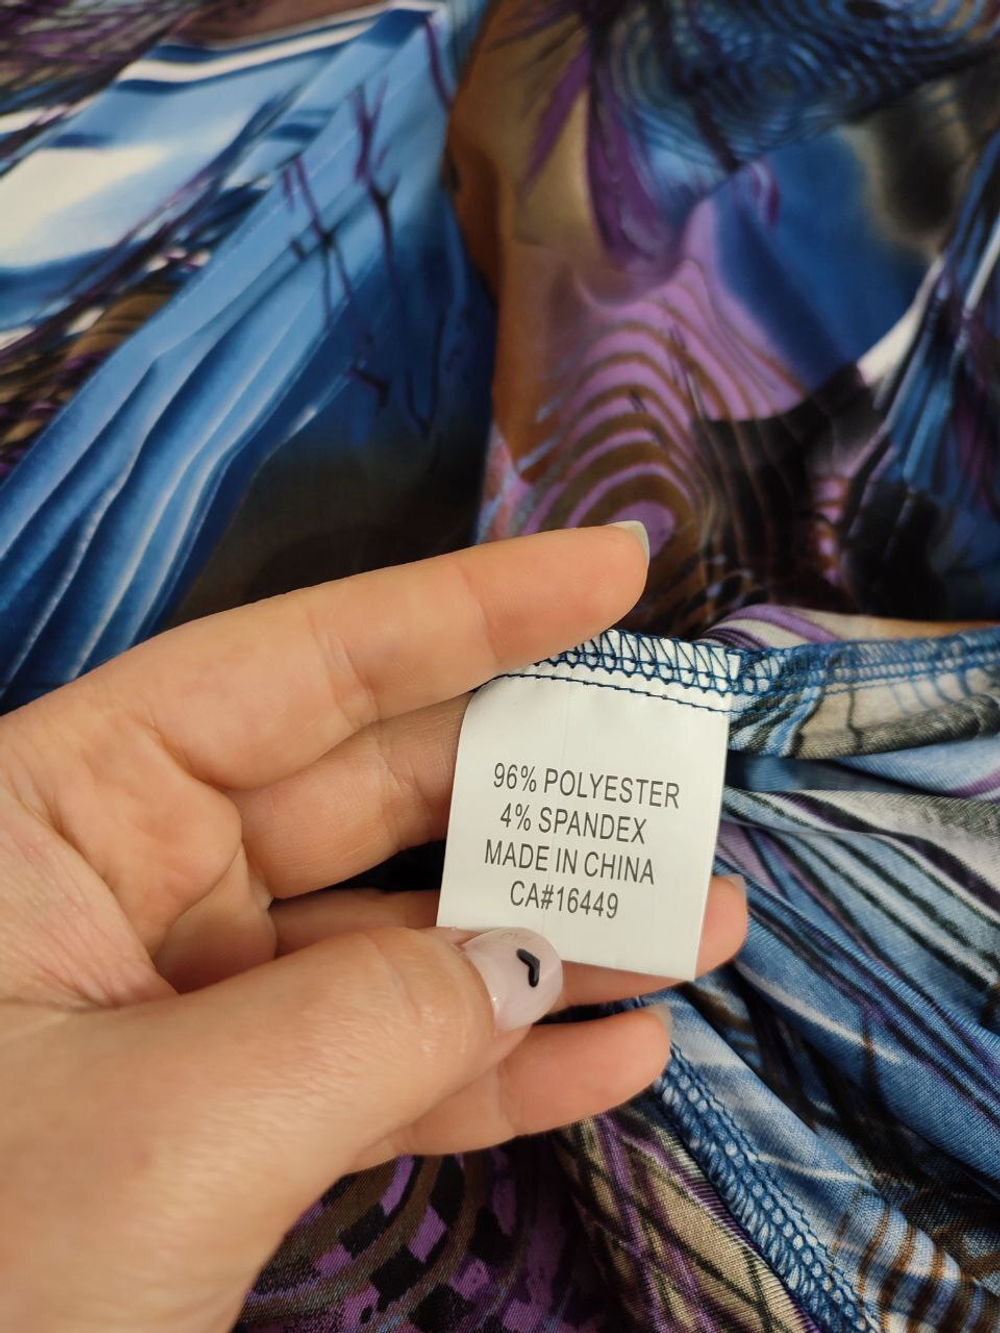 96% POLYESTER
4% SPANDEX
MADE IN CHINA
CA#16449